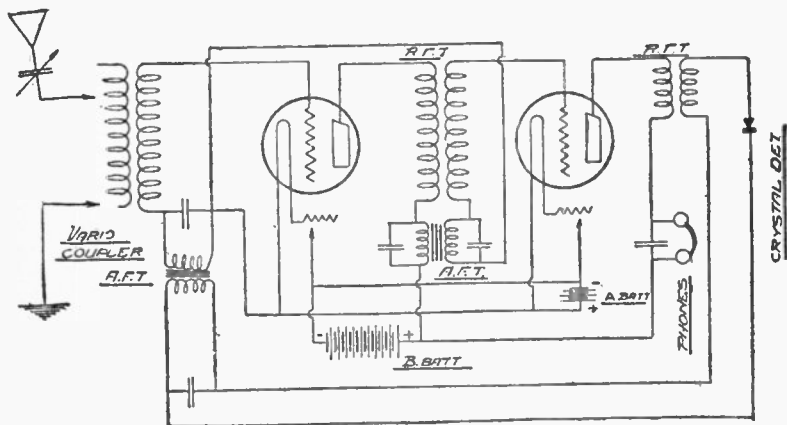 R.F.T
R.F.T
VARIO
COUPLER
A.F.T
A.F.T.
- A BATT
+
- +
B. BATT
PHONES
CRYSTAL DET